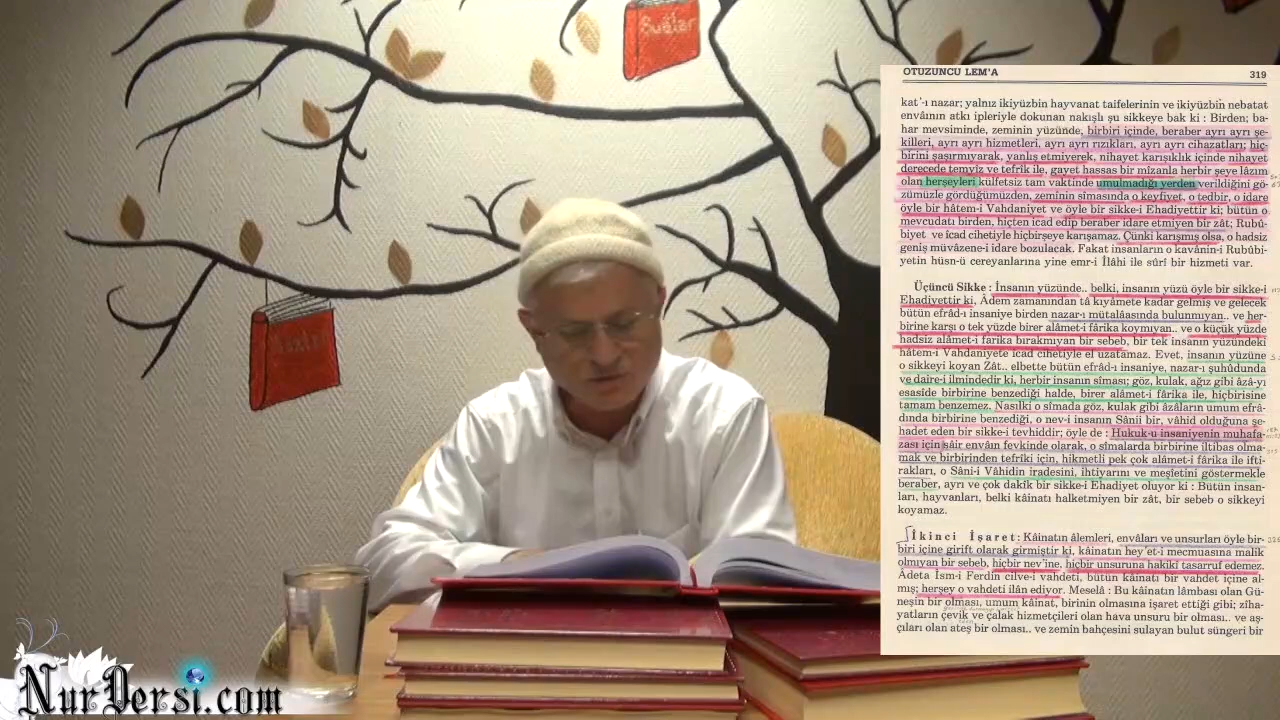 Şuâlar
OTUZUNCU LEM'A 319
kat'-ı nazar; yalnız ikiyüzbin hayvanat taifelerinin ve ikiyüzbin nebatat
envâının atkı ipleriyle dokunan nakışlı şu sikkeye bak ki : Birden; ba-
har mevsiminde, zeminin yüzünde, birbiri içinde, beraber ayrı ayrı şe-
killeri, ayrı ayrı hizmetleri, ayrı ayrı rızıkları, ayrı ayrı cihazatları; hiç-
birini şaşırmıyarak, yanlış etmiyerek, nihayet karışıklık içinde nihayet
derecede temyiz ve tefrik ile, gayet hassas bir mizanla herbir şeye lâzım
olan herşeyleri külfetsiz tam vaktinde umulmadığı yerden verildiğini gö-
zümüzle gördüğümüzden, zeminin sîmasında o keyfiyet, o tedbir, o idare
öyle bir hâtem-i Vahdaniyet ve öyle bir sikke-i Ehadiyettir ki; bütün o
mevcudatı birden, hiçten icad edip beraber idare etmiyen bir zât; Rubû-
biyet ve icad cihetiyle hiçbirşeye karışamaz. Çünki karışmış olsa, o hadsiz
geniş müvâzene-i idare bozulacak. Fakat insanların o kavânin-i Rubûbi-
yetin hüsn-ü cereyanlarına yine emr-i İlâhi ile sûrî bir hizmeti var.
Üçüncü Sikke : İnsanın yüzünde.. belki, insanın yüzü öyle bir sikke-i
Ehadiyettir ki, Âdem zamanından tâ kıyâmete kadar gelmiş ve gelecek
bütün efrâd-ı insaniye birden nazar-ı mütalâasında bulunmıyan.. ve her-
birine karşı o tek yüzde birer alâmet-i fârika koymıyan.. ve o küçük yüzde
hadsiz alâmet-i farika bırakmıyan bir sebeb, bir tek insanın yüzündeki
hâtem-i Vahdaniyete icad cihetiyle el uzatamaz. Evet, insanın yüzüne
o sikkeyi koyan Zât.. elbette bütün efrad-ı insaniye, nazar-ı şuhûdunda
ve daire-i ilmindedir ki, herbir insanın sîması; göz, kulak, ağız gibi âzâ-yı
esasîde birbirine benzediği halde, birer alâmet-i fârika ile, hiçbirisine
tamam benzemez. Nasılki o sîmada göz, kulak gibi âzâların umum efrâ-
dında birbirine benzediği, o nev-i insanın Sânii bir, vâhid olduğuna şe-
hadet eden bir sikke-i tevhiddir; öyle de : Hukuk-u insaniyenin muhafa-
zası için sâir envâın fevkinde olarak, o sîmalarda birbirine iltibas olma-
mak ve birbirinden tefriki için, hikmetli pek çok alâmet-i fârika ile ifti-
rakları, o Sâni-i Vâhidin iradesini, ihtiyarını ve meşîetini göstermekle
beraber, ayrı ve çok dakîk bir sikke-i Ehadiyet oluyor ki : Bütün insan-
ları, hayvanları, belki kâinatı halketmiyen bir zât, bir sebeb o sikkeyi
koyamaz.
İkinci İşaret : Kâinatın âlemleri, envâları ve unsurları öyle bir-
biri içine girift olarak girmiştir ki, kâinatın hey'et-i mecmuasına malik
olmıyan bir sebeb, hiçbir nev'ine, hiçbir unsuruna hakikî tasarruf edemez.
Âdeta İsm-i Ferdin cilve-i vahdeti, bütün kâinatı bir vahdet içine al-
mış; herşey o vahdeti ilân ediyor. Meselâ : Bu kâinatın lâmbası olan Gü-
neşin bir olması, umum kâinat, birinin olmasına işaret ettiği gibi; ziha-
yatların çevik ve çalak hizmetçileri olan hava unsuru bir olması.. ve aş-
çıları olan ateş bir olması.. ve zemin bahçesini sulayan bulut süngeri bir
NurDersi.com